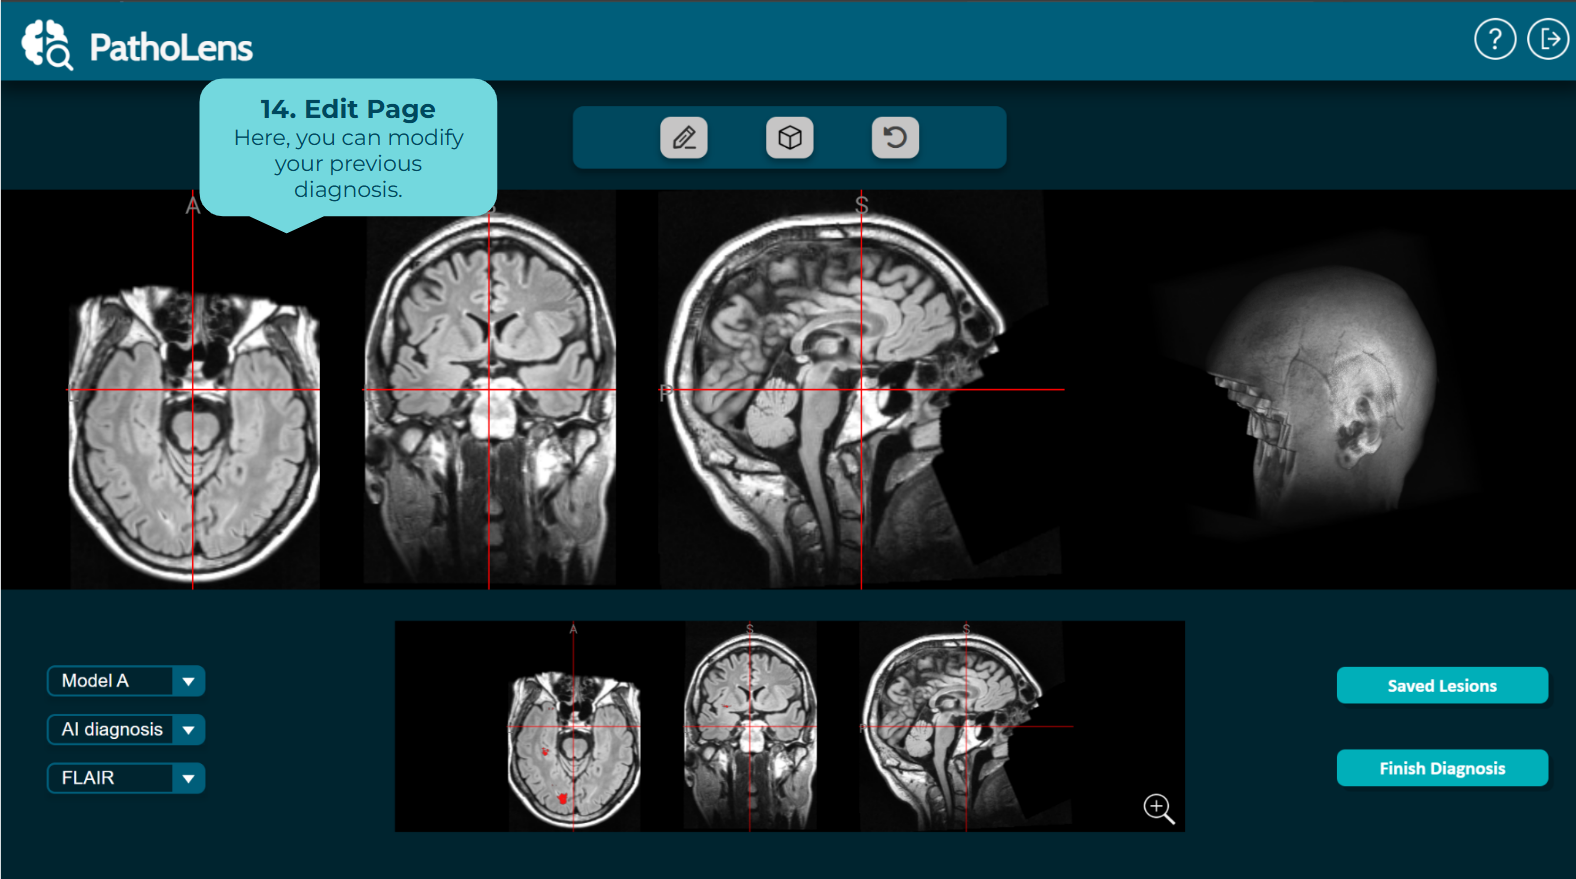 PathoLens
?
14. Edit Page
Here, you can modify
your previous
diagnosis.
A
S
P
A
S
S
Model A
AI diagnosis
FLAIR
Saved Lesions
Finish Diagnosis